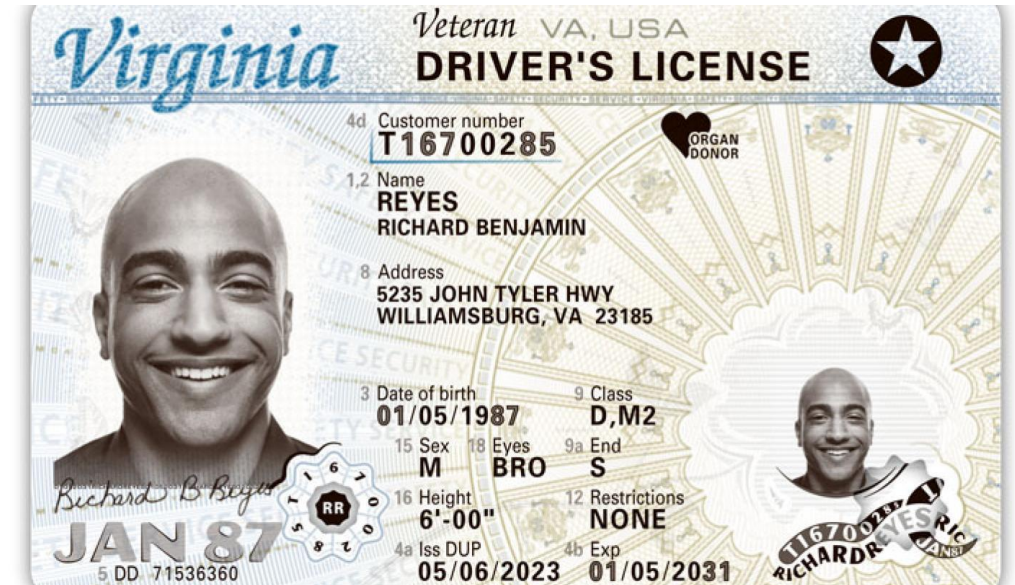 Virginia
Veteran VA, USA
DRIVER'S LICENSE
4d Customer number
T16700285
ORGAN
DONOR
1,2 Name
REYES
RICHARD BENJAMIN
8 Address
5235 JOHN TYLER HWY
WILLIAMSBURG, VA 23185
3 Date of birth
01/05/1987
9 Class
D,M2
15 Sex
M
18 Eyes
BRO
9a End
S
16 Height
6'-00"
12 Restrictions
NONE
4a Iss DUP
05/06/2023
4b Exp
01/05/2031
Richard B Reyes
RR
T16700285
JAN 87
5 DD 71536360